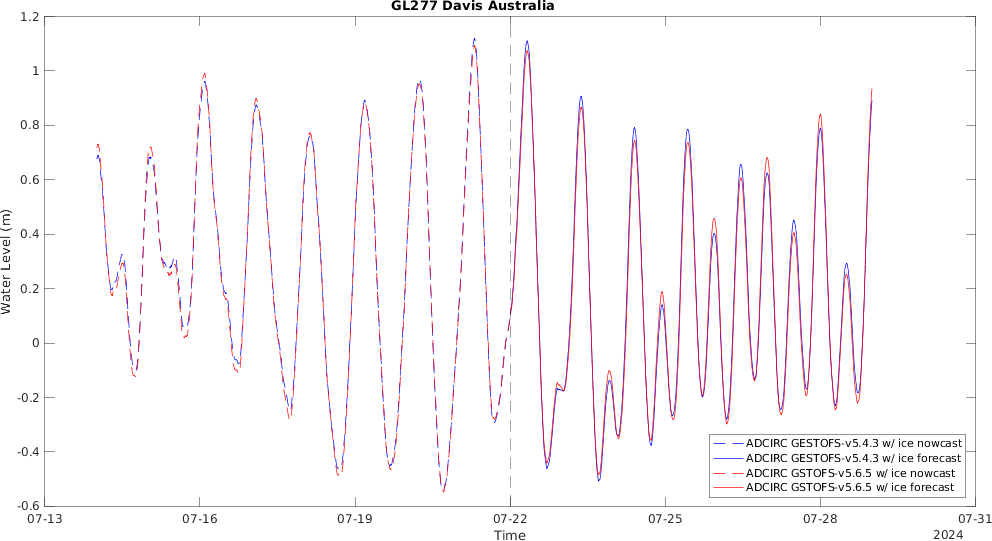 GL277 Davis Australia
1.2
1
0.8
0.6
0.4
0.2
0
-0.2
-0.4
-0.6
Water Level (m)
ADCIRC GESTOFS-v5.4.3 w/ ice nowcast
ADCIRC GESTOFS-v5.4.3 w/ ice forecast
ADCIRC GSTOFS-v5.6.5 w/ ice nowcast
ADCIRC GSTOFS-v5.6.5 w/ ice forecast
07-13 07-16 07-19 07-22 07-25 07-28 07-31
Time
2024